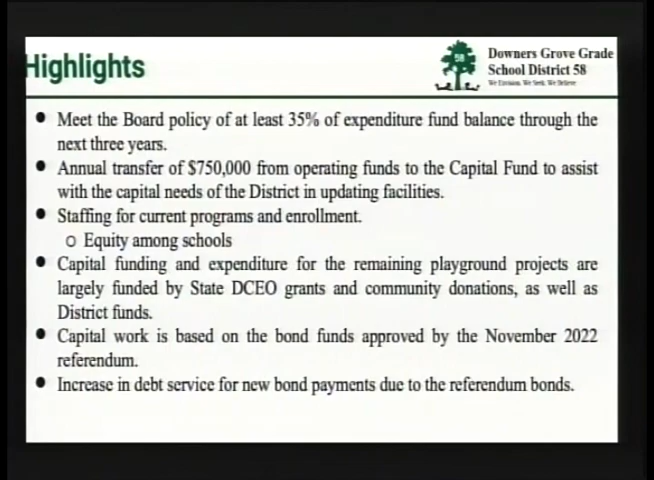 Highlights
58
Downers Grove Grade
School District 58
We Envision, We Seek, We Believe
● Meet the Board policy of at least 35% of expenditure fund balance through the
next three years.
● Annual transfer of $750,000 from operating funds to the Capital Fund to assist
with the capital needs of the District in updating facilities.
● Staffing for current programs and enrollment.
o Equity among schools
● Capital funding and expenditure for the remaining playground projects are
largely funded by State DCEO grants and community donations, as well as
District funds.
● Capital work is based on the bond funds approved by the November 2022
referendum.
● Increase in debt service for new bond payments due to the referendum bonds.